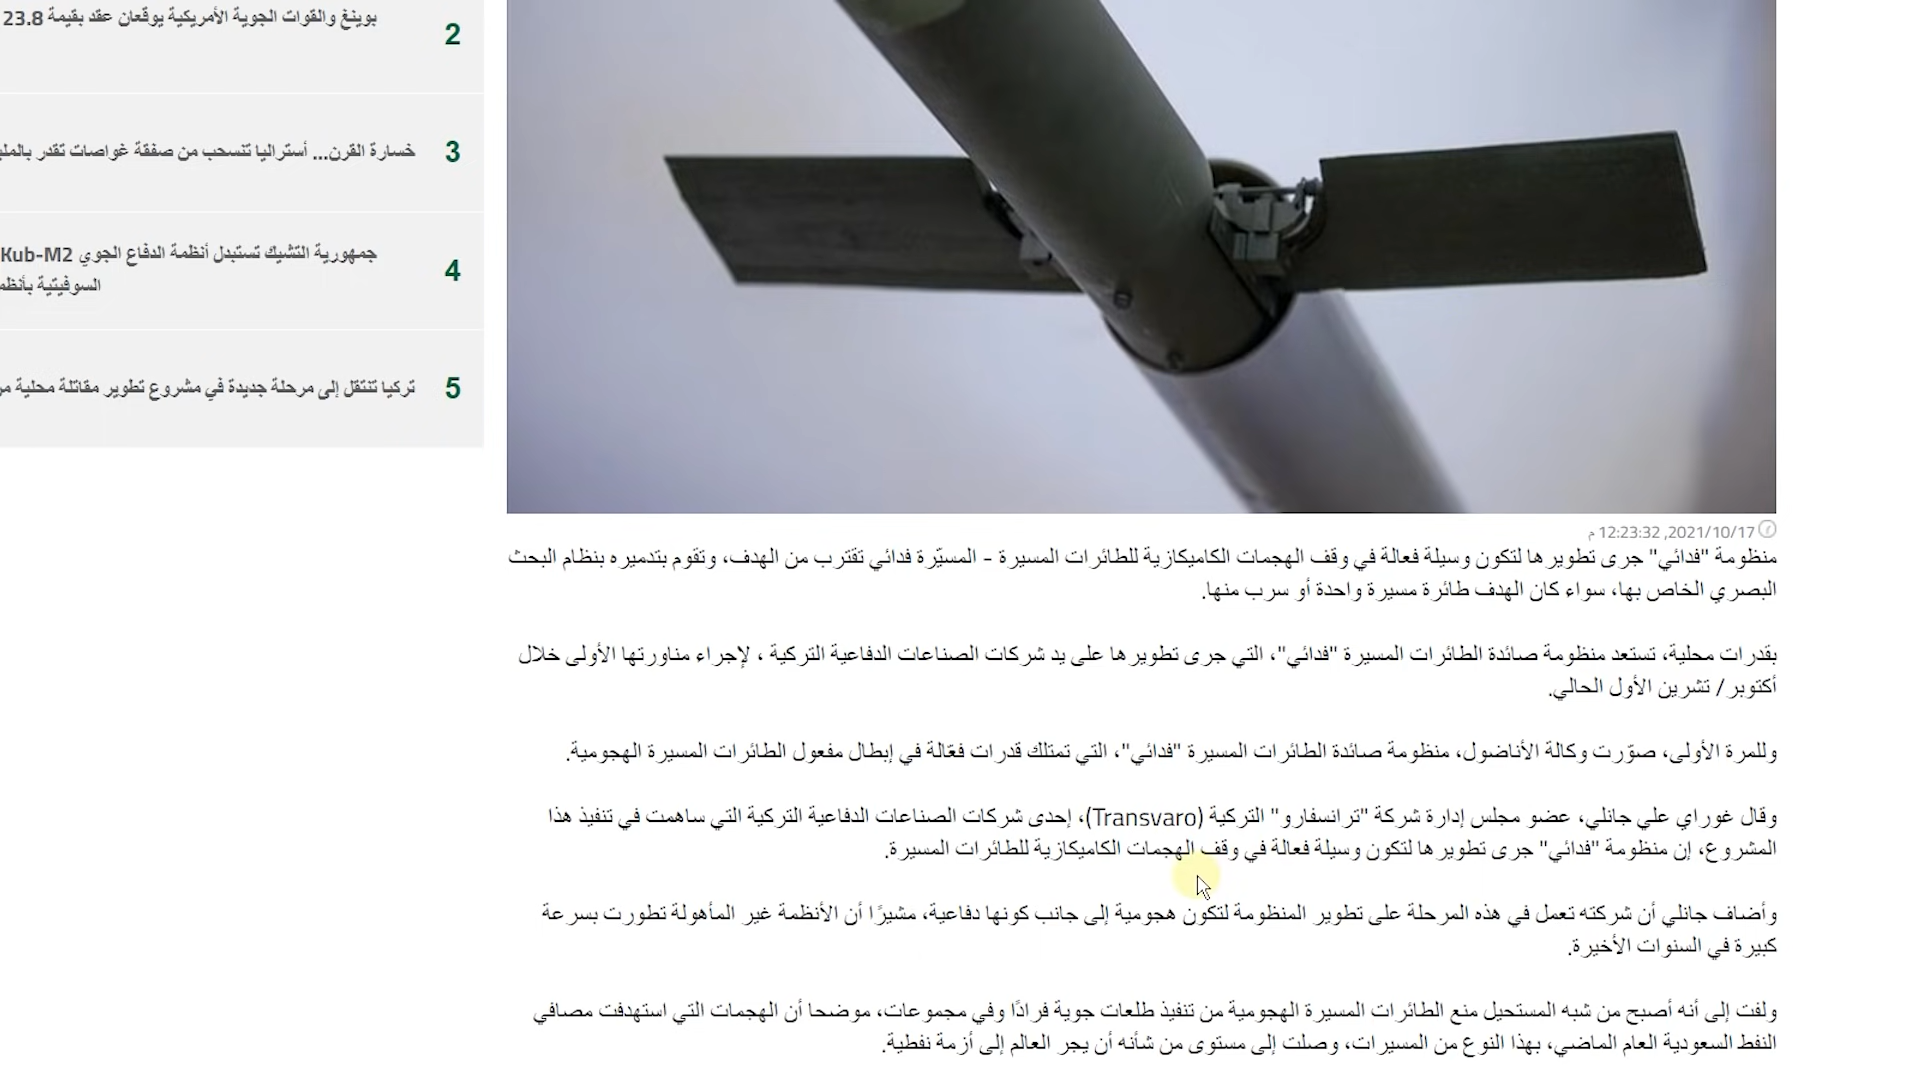 2
بوينغ والقوات الجوية الأمريكية يوقعان عقد بقيمة 23.8
3
خسارة القرن... أستراليا تنسحب من صفقة غواصات تقدر
4
جمهورية التشيك تستبدل أنظمة الدفاع الجوي Kub-M2
السوفيتية
5
تركيا تنتقل إلى مرحلة جديدة في مشروع تطوير مقاتلة محلية
2021/10/17, 12:23:32 م
منظومة "فدائي" جرى تطويرها لتكون وسيلة فعالة في وقف الهجمات الكاميكازية للطائرات المسيرة - المسيّرة فدائي تقترب من الهدف، وتقوم بتدميره بنظام البحث
البصري الخاص بها، سواء كان الهدف طائرة مسيرة واحدة أو سرب منها.
بقدرات محلية، تستعد منظومة صائدة الطائرات المسيرة "فدائي"، التي جرى تطويرها على يد شركات الصناعات الدفاعية التركية ، لإجراء مناورتها الأولى خلال
أكتوبر/ تشرين الأول الحالي.
وللمرة الأولى، صوّرت وكالة الأناضول، منظومة صائدة الطائرات المسيرة "فدائي"، التي تمتلك قدرات فعّالة في إبطال مفعول الطائرات المسيرة الهجومية.
وقال غوراي علي جانلي، عضو مجلس إدارة شركة "ترانسفارو" التركية (Transvaro)، إحدى شركات الصناعات الدفاعية التركية التي ساهمت في تنفيذ هذا
المشروع، إن منظومة "فدائي" جرى تطويرها لتكون وسيلة فعالة في وقف الهجمات الكاميكازية للطائرات المسيرة.
وأضاف جانلي أن شركته تعمل في هذه المرحلة على تطوير المنظومة لتكون هجومية إلى جانب كونها دفاعية، مشيرًا أن الأنظمة غير المأهولة تطورت بسرعة
كبيرة في السنوات الأخيرة.
ولفت إلى أنه أصبح من شبه المستحيل منع الطائرات المسيرة الهجومية من تنفيذ طلعات جوية فرادًا وفي مجموعات، موضحا أن الهجمات التي استهدفت مصافي
النفط السعودية العام الماضي، بهذا النوع من المسيرات، وصلت إلى مستوى من شأنه أن يجر العالم إلى أزمة نفطية.